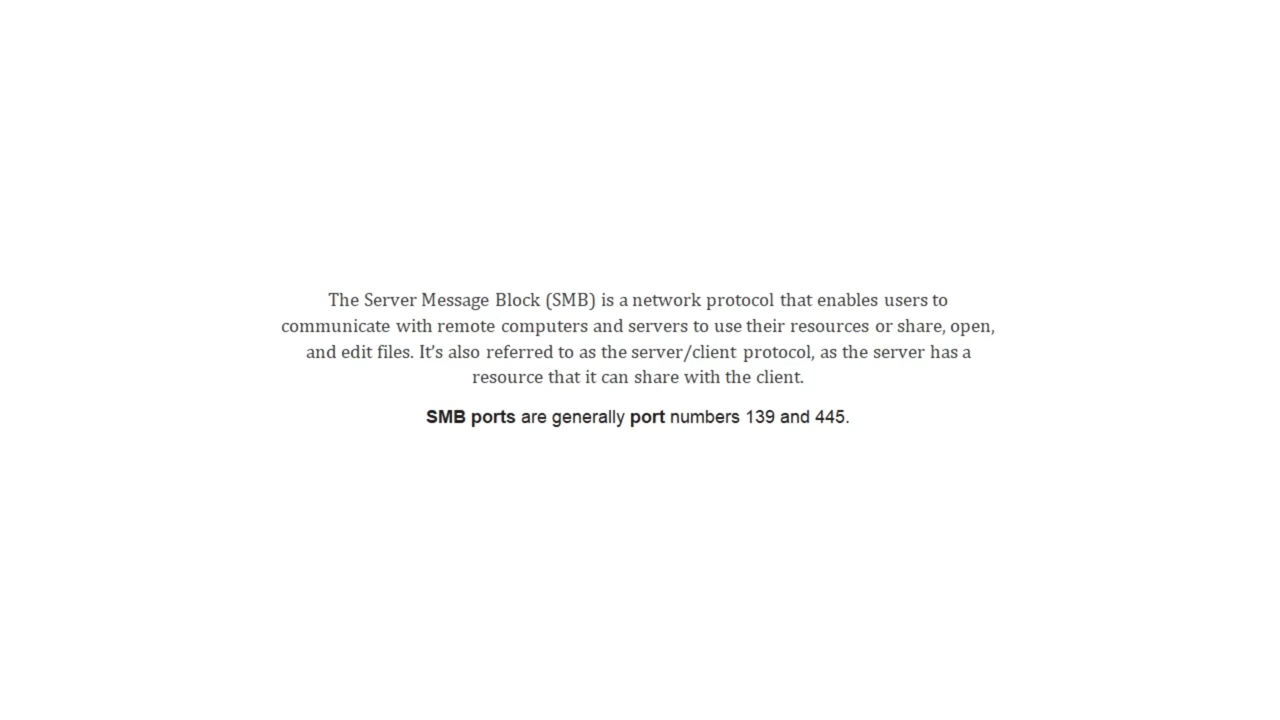 The Server Message Block (SMB) is a network protocol that enables users to
communicate with remote computers and servers to use their resources or share, open,
and edit files. It’s also referred to as the server/client protocol, as the server has a
resource that it can share with the client.
SMB ports are generally port numbers 139 and 445.